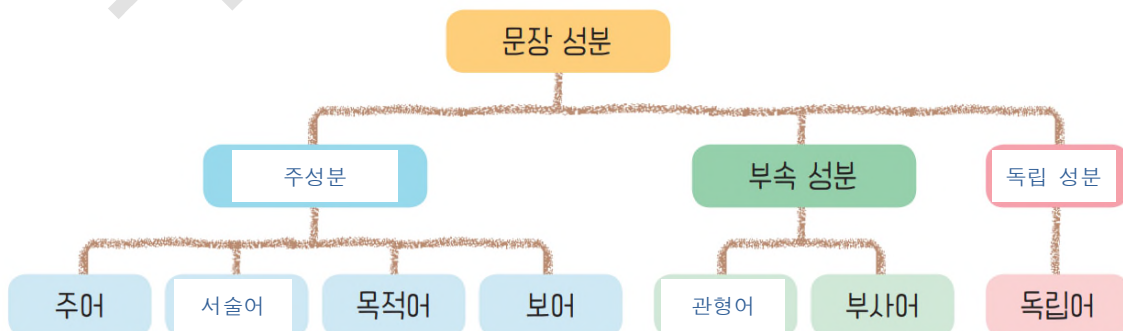 문장 성분
주성분
부속 성분
독립 성분
주어
서술어
목적어
보어
관형어
부사어
독립어